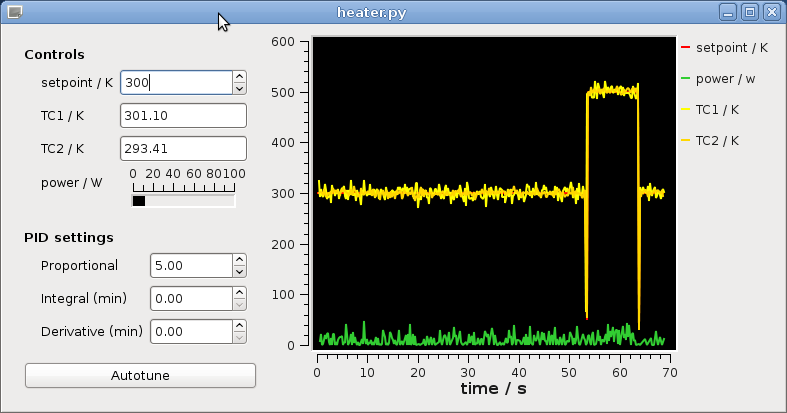 heater.py
Controls
setpoint / K 300
TC1 / K 301.10
TC2 / K 293.41
power / W 0 20 40 60 80100
PID settings
Proportional 5.00
Integral (min) 0.00
Derivative (min) 0.00
Autotune
600
500
400
300
200
100
0
0 10 20 30 40 50 60 70
time / s
setpoint / K
power / w
TC1 / K
TC2 / K